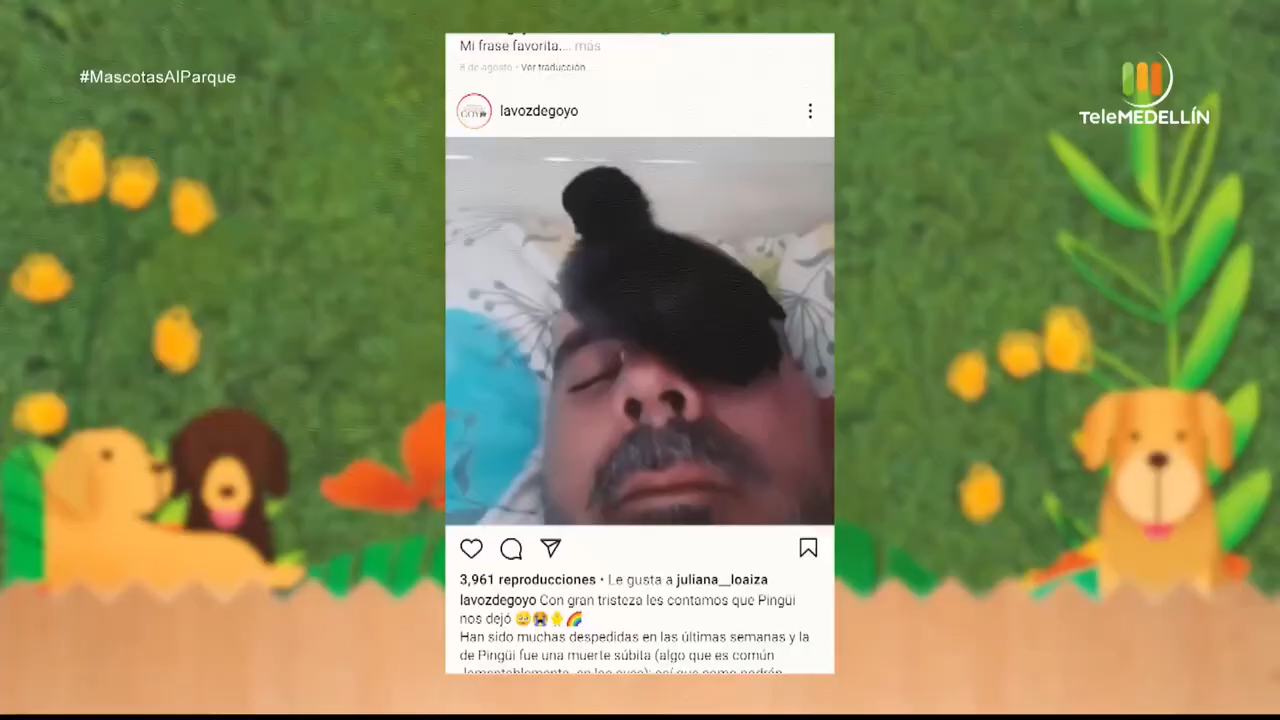 Mi frase favorita.... más
8 de agosto • Ver traducción
#MascotasAlParque
TeleMEDELLÍN
GOYO
lavozdegoyo
3,961 reproducciones • Le gusta a juliana__loaiza
lavozdegoyo Con gran tristeza les contamos que Pingüi
nos dejó 🥺😭🐥🌈
Han sido muchas despedidas en las últimas semanas y la
de Pingüi fue una muerte súbita (algo que es común